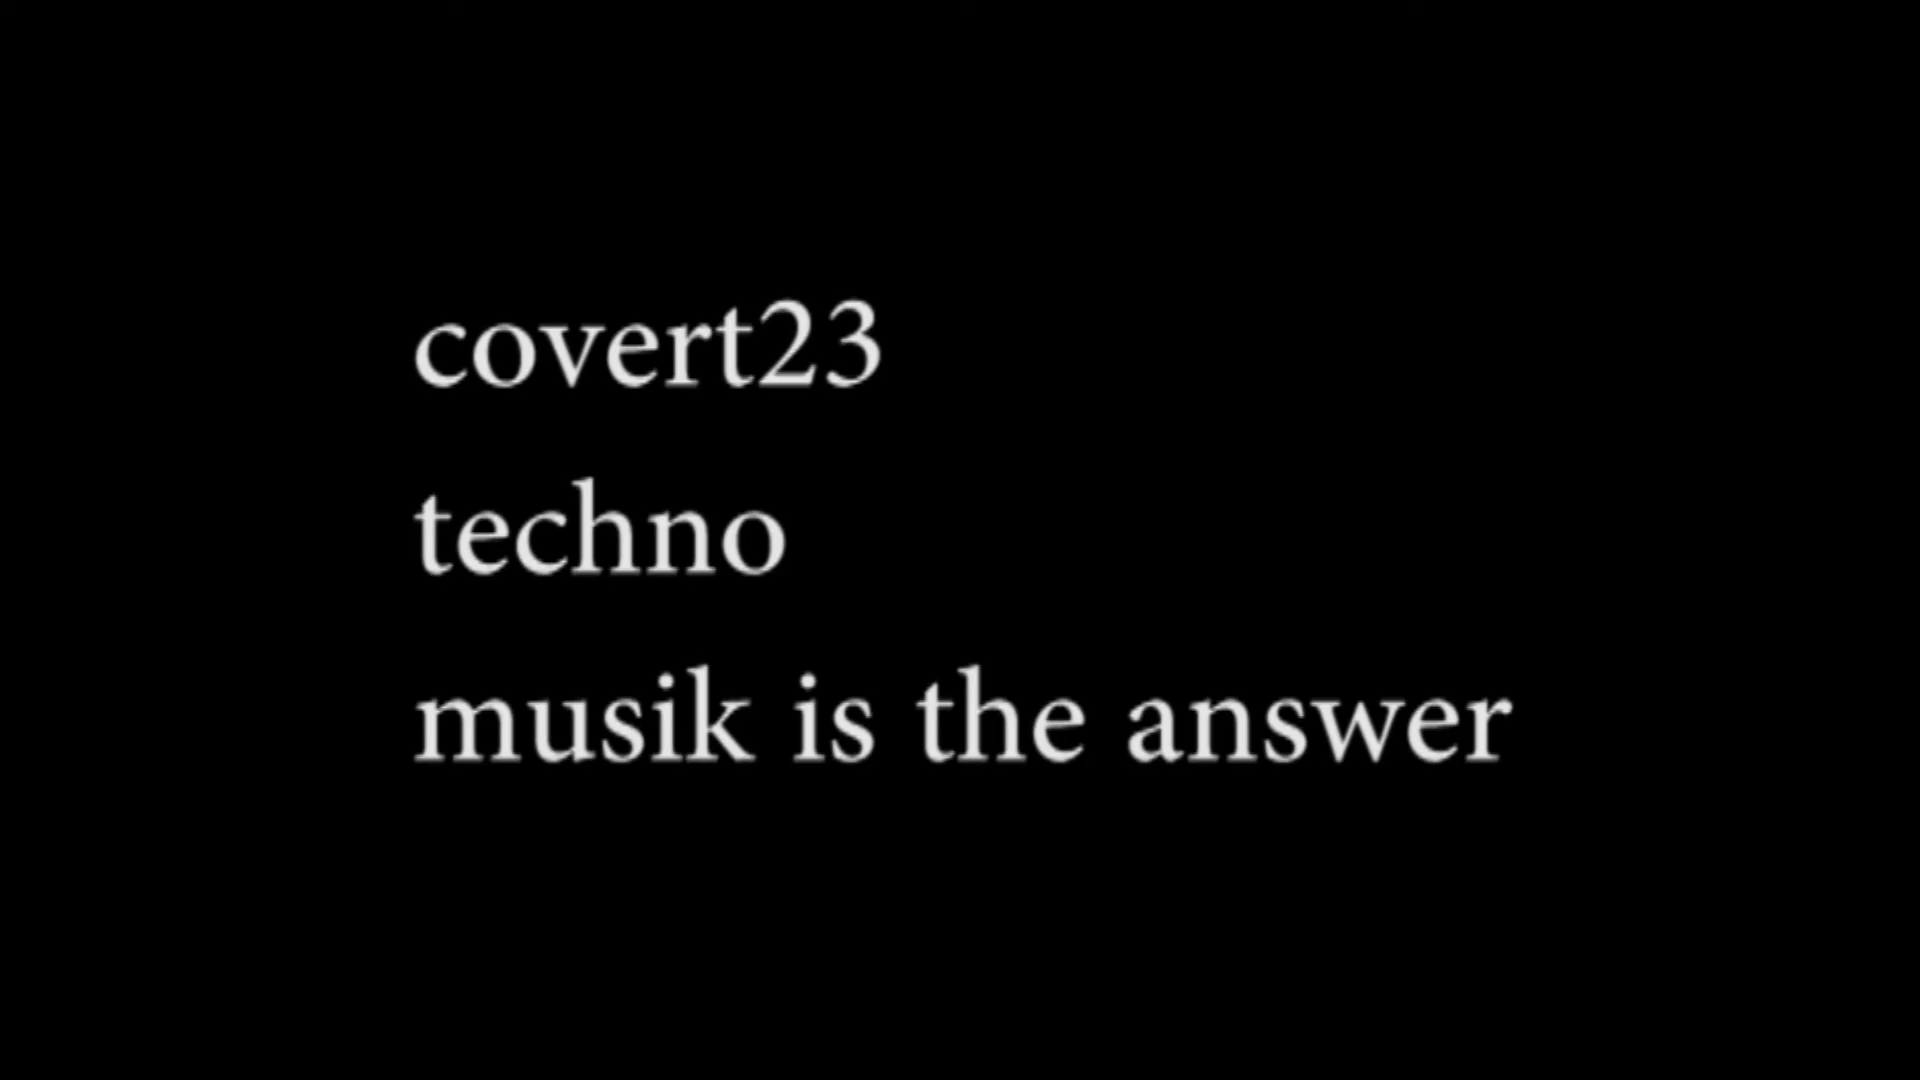 covert23
techno
musik is the answer